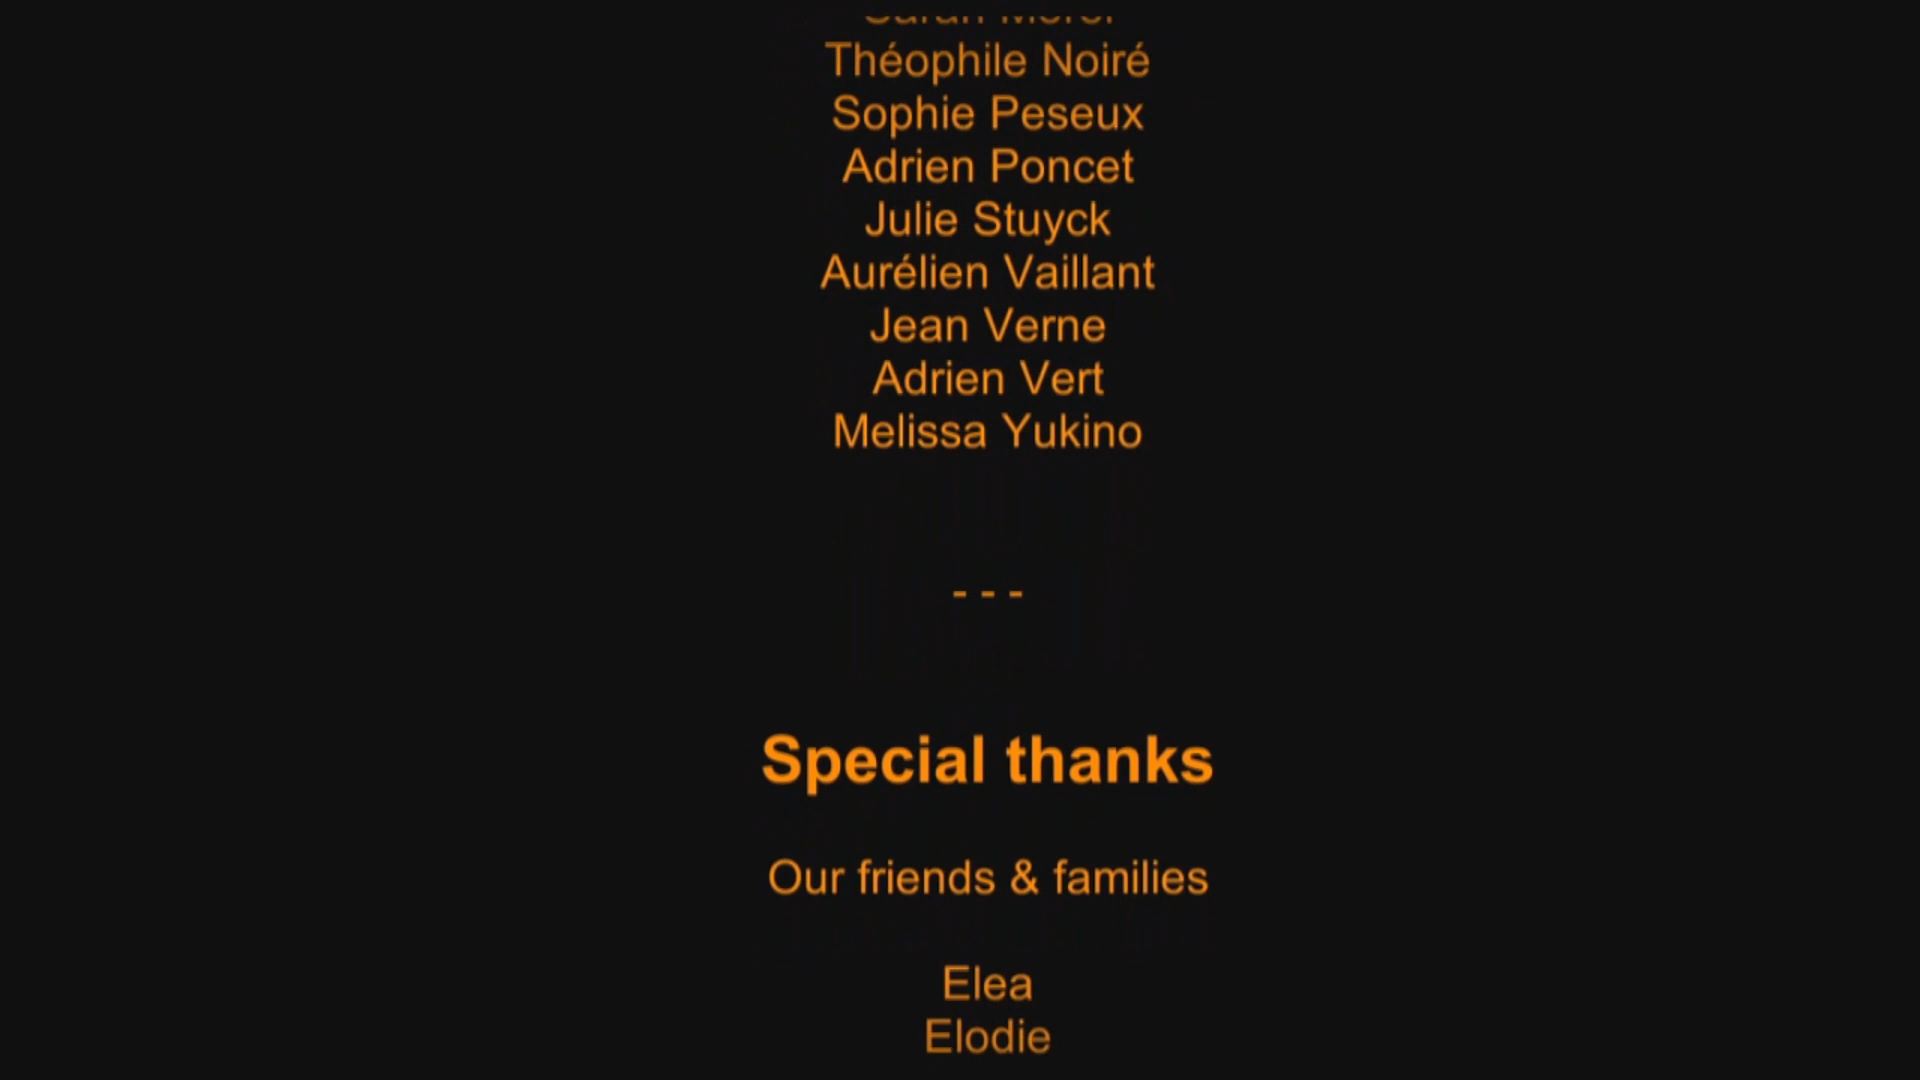 Théophile Noiré
Sophie Peseux
Adrien Poncet
Julie Stuyck
Aurélien Vaillant
Jean Verne
Adrien Vert
Melissa Yukino
- - -
Special thanks
Our friends & families
Elea
Elodie